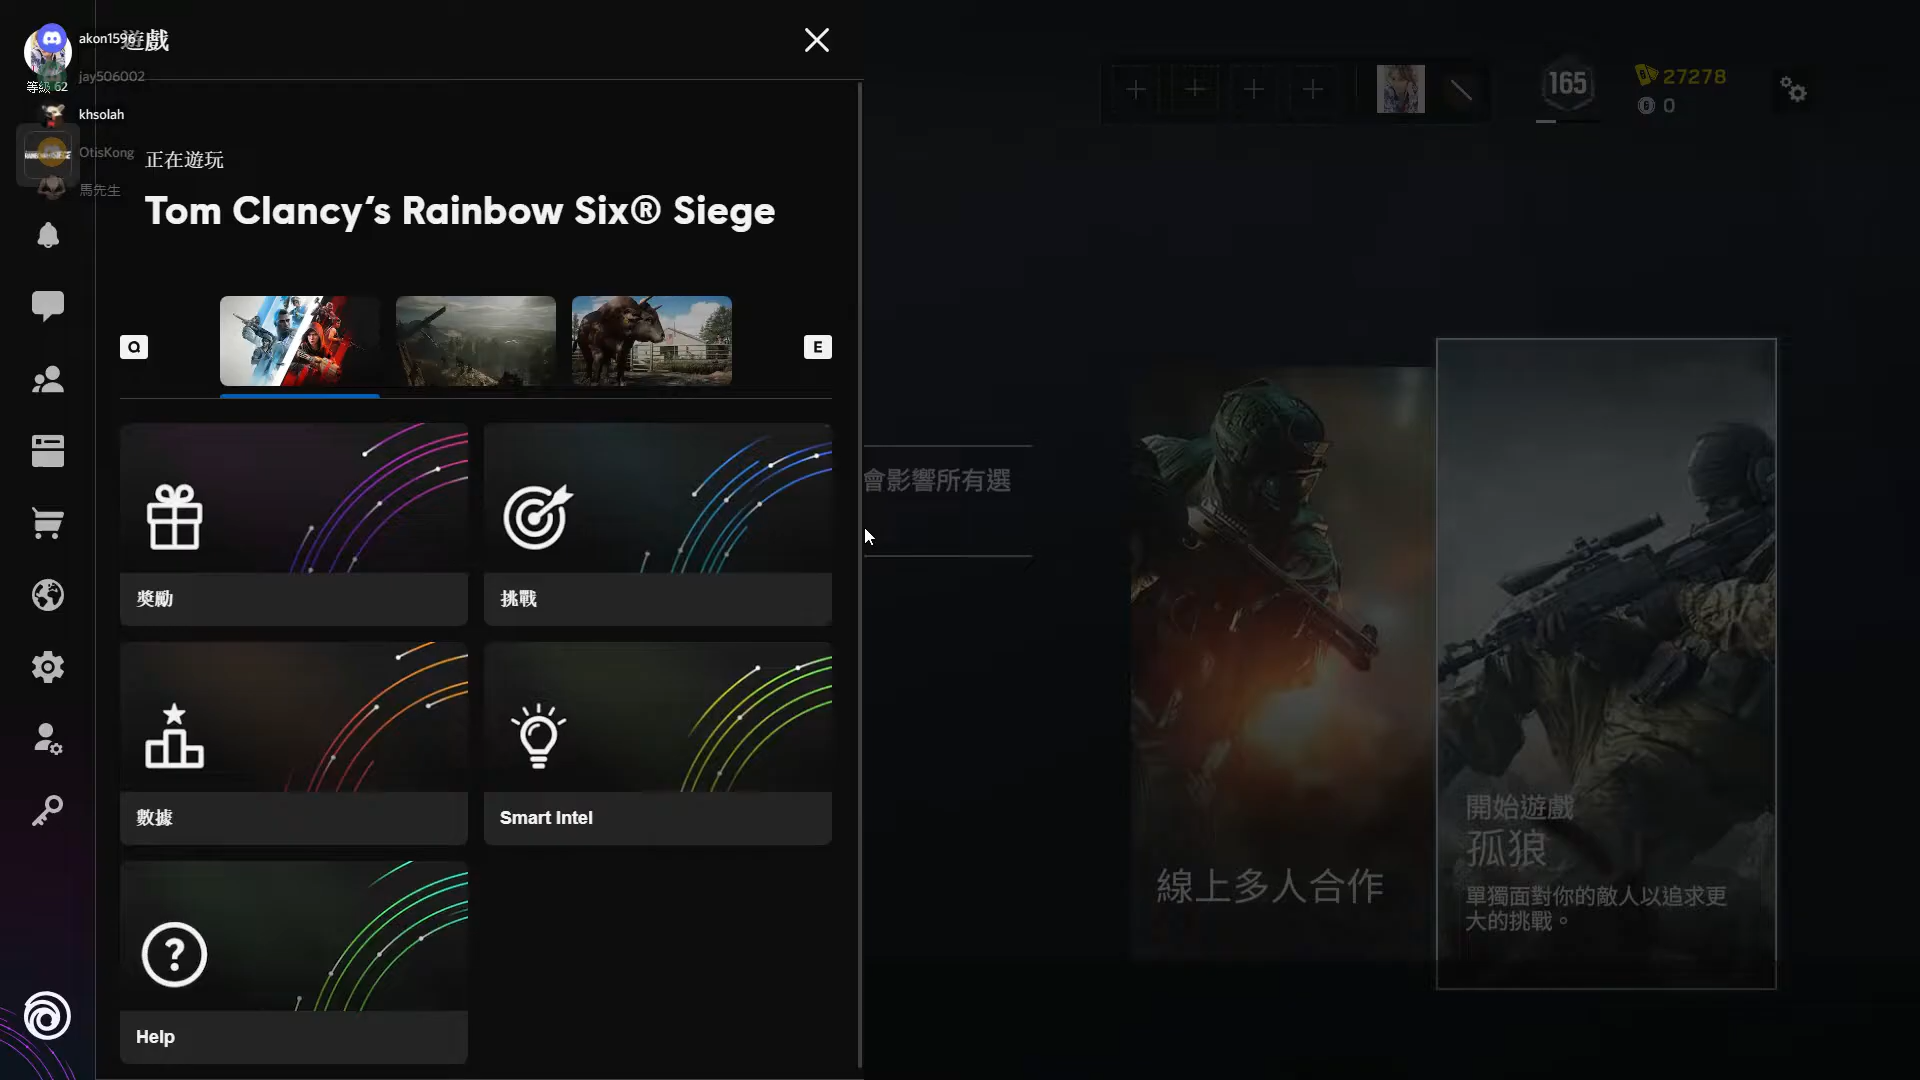 遊戲
akon1596
jay506002
等級 62
khsolah
OtisKong
馬先生
正在遊玩
Tom Clancy's Rainbow Six® Siege
Q
E
獎勵
挑戰
數據
Smart Intel
?
Help
165
27278
0
會影響所有選
線上多人合作
開始遊戲
孤狼
單獨面對你的敵人以追求更
大的挑戰。